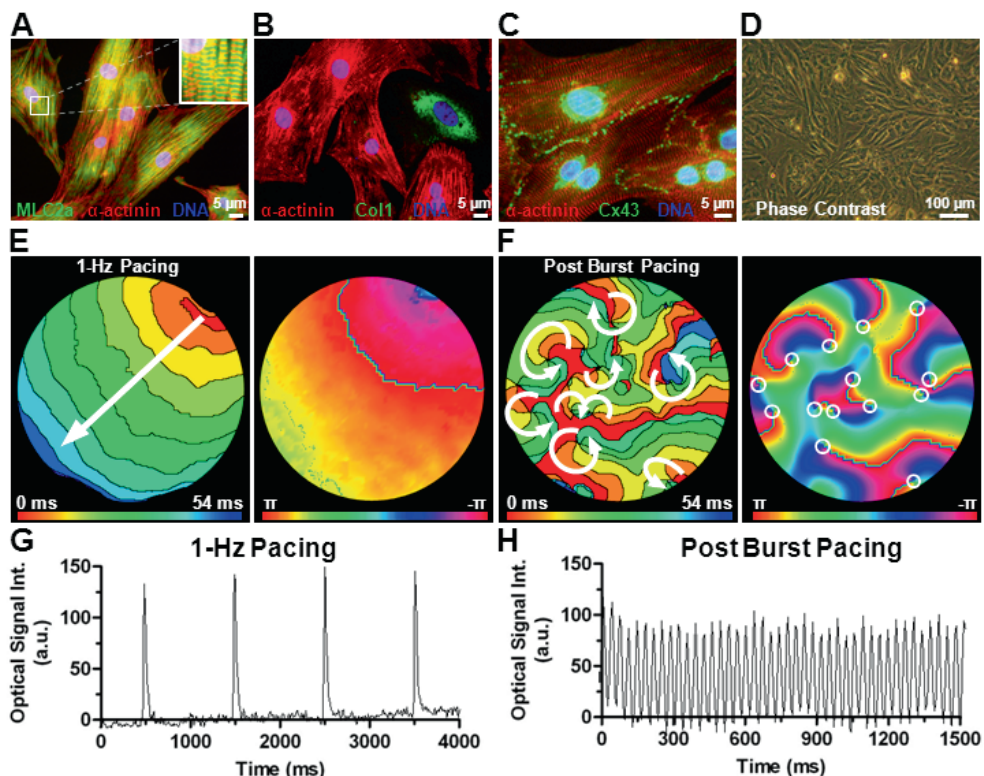 A
B
C
D
MLC2a α-actinin DNA
5 µm
α-actinin Col1 DNA
5 µm
α-actinin Cx43 DNA
5 µm
Phase Contrast
100 µm
E
1-Hz Pacing
0 ms
54 ms
π
-π
F
Post Burst Pacing
0 ms
54 ms
π
-π
G
1-Hz Pacing
Optical Signal Int.
(a.u.)
150
100
50
0
0 1000 2000 3000 4000
Time (ms)
H
Post Burst Pacing
Optical Signal Int.
(a.u.)
150
100
50
0
0 300 600 900 1200 1500
Time (ms)